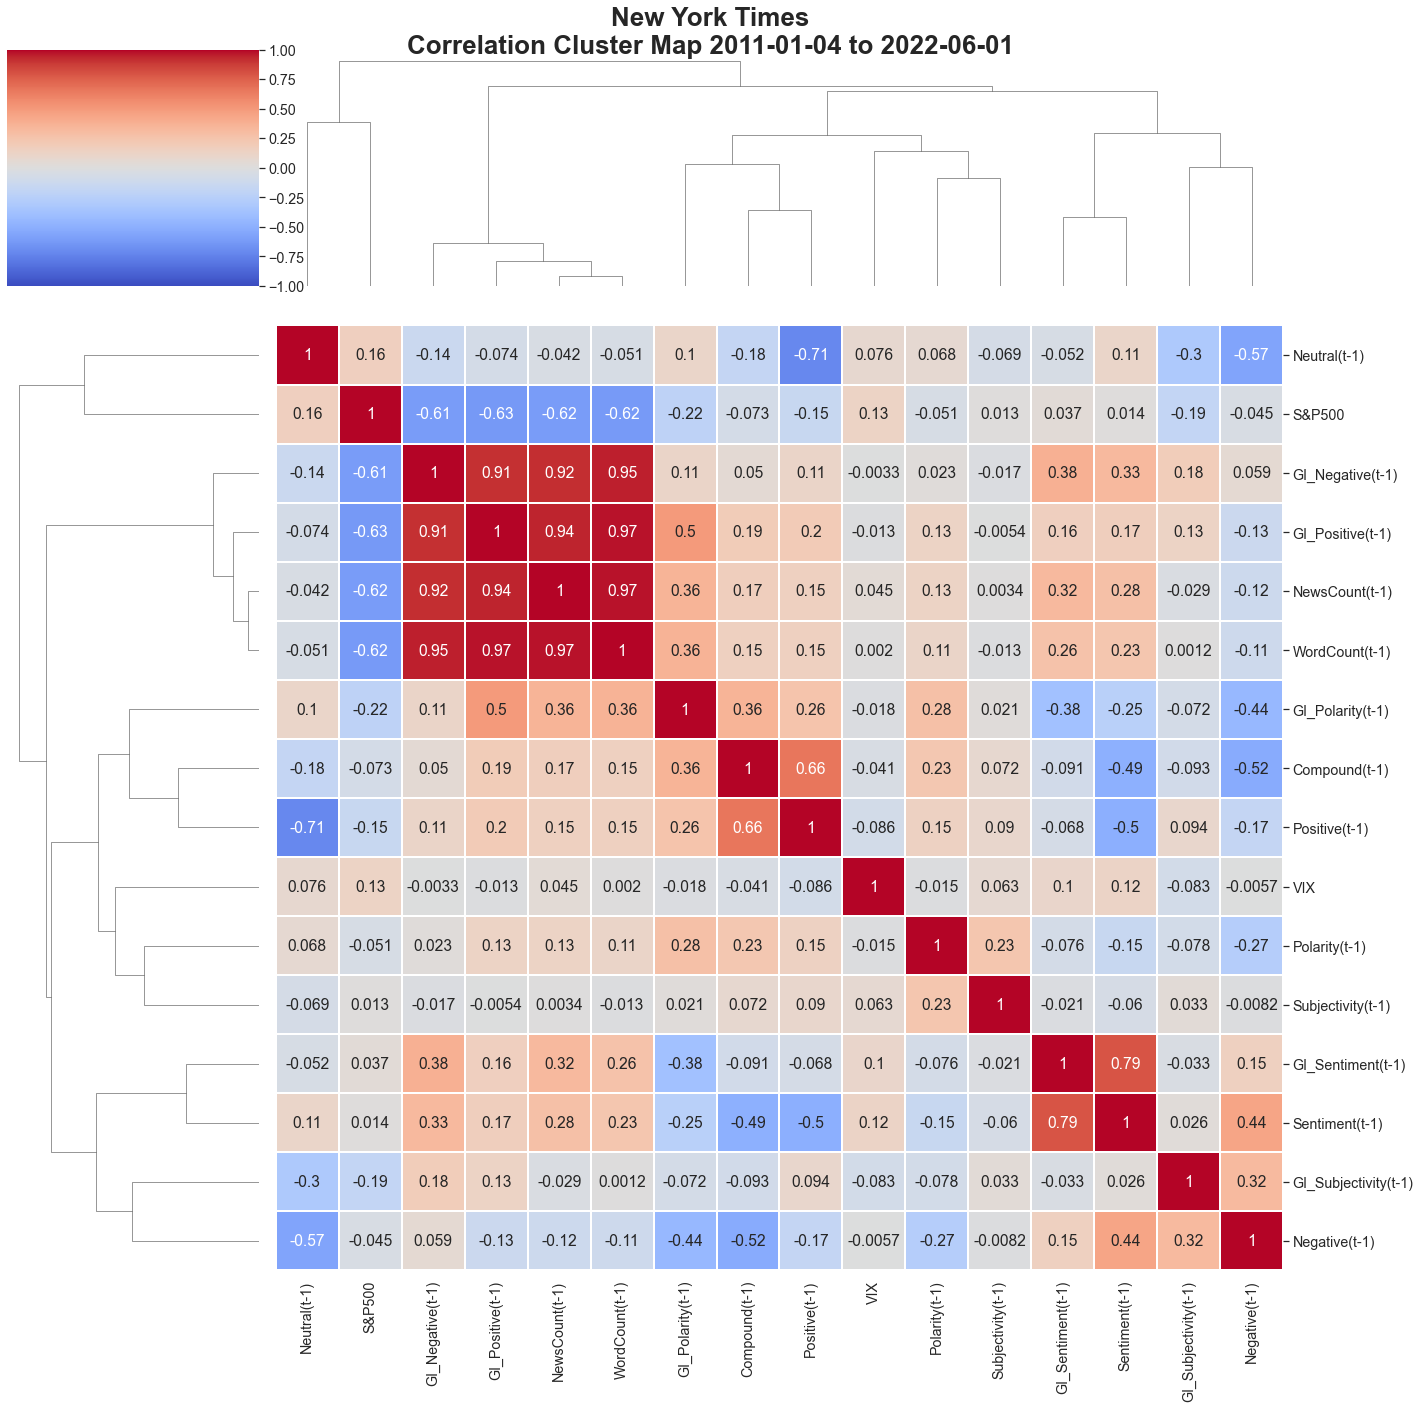 New York Times
Correlation Cluster Map 2011-01-04 to 2022-06-01
1.00
0.75
0.50
0.25
0.00
−0.25
−0.50
−0.75
−1.00
1 0.16 -0.14 -0.074 -0.042 -0.051 0.1 -0.18 -0.71 0.076 0.068 -0.069 -0.052 0.11 -0.3 -0.57 Neutral(t-1)
0.16 1 -0.61 -0.63 -0.62 -0.62 -0.22 -0.073 -0.15 0.13 -0.051 0.013 0.037 0.014 -0.19 -0.045 S&P500
-0.14 -0.61 1 0.91 0.92 0.95 0.11 0.05 0.11 -0.0033 0.023 -0.017 0.38 0.33 0.18 0.059 GI_Negative(t-1)
-0.074 -0.63 0.91 1 0.94 0.97 0.5 0.19 0.2 -0.013 0.13 -0.0054 0.16 0.17 0.13 -0.13 GI_Positive(t-1)
-0.042 -0.62 0.92 0.94 1 0.97 0.36 0.17 0.15 0.045 0.13 0.0034 0.32 0.28 -0.029 -0.12 NewsCount(t-1)
-0.051 -0.62 0.95 0.97 0.97 1 0.36 0.15 0.15 0.002 0.11 -0.013 0.26 0.23 0.0012 -0.11 WordCount(t-1)
0.1 -0.22 0.11 0.5 0.36 0.36 1 0.36 0.26 -0.018 0.28 0.021 -0.38 -0.25 -0.072 -0.44 GI_Polarity(t-1)
-0.18 -0.073 0.05 0.19 0.17 0.15 0.36 1 0.66 -0.041 0.23 0.072 -0.091 -0.49 -0.093 -0.52 Compound(t-1)
-0.71 -0.15 0.11 0.2 0.15 0.15 0.26 0.66 1 -0.086 0.15 0.09 -0.068 -0.5 0.094 -0.17 Positive(t-1)
0.076 0.13 -0.0033 -0.013 0.045 0.002 -0.018 -0.041 -0.086 1 -0.015 0.063 0.1 0.12 -0.083 -0.0057 VIX
0.068 -0.051 0.023 0.13 0.13 0.11 0.28 0.23 0.15 -0.015 1 0.23 -0.076 -0.15 -0.078 -0.27 Polarity(t-1)
-0.069 0.013 -0.017 -0.0054 0.0034 -0.013 0.021 0.072 0.09 0.063 0.23 1 -0.021 -0.06 0.033 -0.0082 Subjectivity(t-1)
-0.052 0.037 0.38 0.16 0.32 0.26 -0.38 -0.091 -0.068 0.1 -0.076 -0.021 1 0.79 -0.033 0.15 GI_Sentiment(t-1)
0.11 0.014 0.33 0.17 0.28 0.23 -0.25 -0.49 -0.5 0.12 -0.15 -0.06 0.79 1 0.026 0.44 Sentiment(t-1)
-0.3 -0.19 0.18 0.13 -0.029 0.0012 -0.072 -0.093 0.094 -0.083 -0.078 0.033 -0.033 0.026 1 0.32 GI_Subjectivity(t-1)
-0.57 -0.045 0.059 -0.13 -0.12 -0.11 -0.44 -0.52 -0.17 -0.0057 -0.27 -0.0082 0.15 0.44 0.32 1 Negative(t-1)
Neutral(t-1)
S&P500
GI_Negative(t-1)
GI_Positive(t-1)
NewsCount(t-1)
WordCount(t-1)
GI_Polarity(t-1)
Compound(t-1)
Positive(t-1)
VIX
Polarity(t-1)
Subjectivity(t-1)
GI_Sentiment(t-1)
Sentiment(t-1)
GI_Subjectivity(t-1)
Negative(t-1)